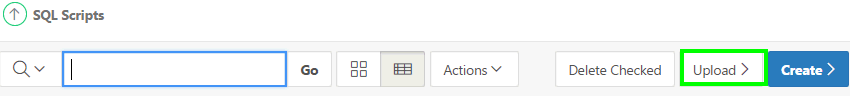 SQL Scripts
Go Actions Delete Checked Upload Create